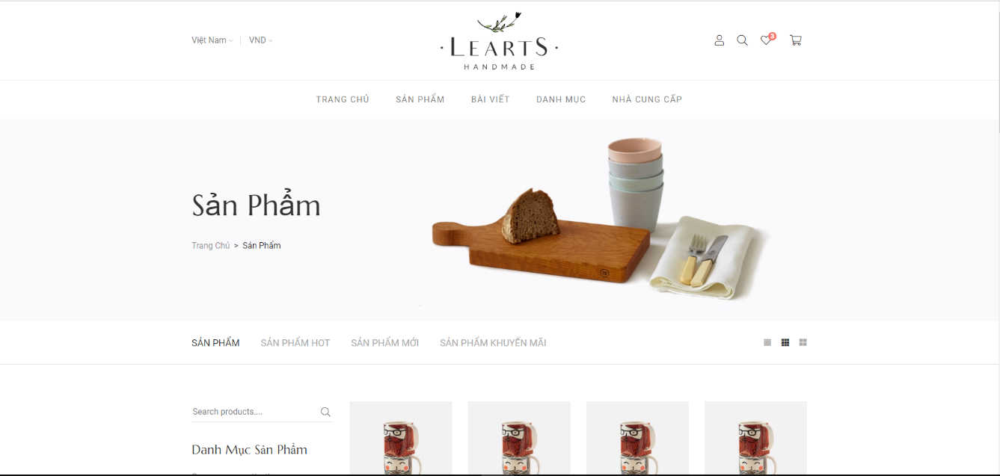 Việt Nam
VND
· LEARTS ·
HANDMADE
3
TRANG CHỦ SẢN PHẨM BÀI VIẾT DANH MỤC NHÀ CUNG CẤP
Sản Phẩm
Trang Chủ > Sản Phẩm
SẢN PHẨM SẢN PHẨM HOT SẢN PHẨM MỚI SẢN PHẨM KHUYẾN MÃI
Search products....
Danh Mục Sản Phẩm